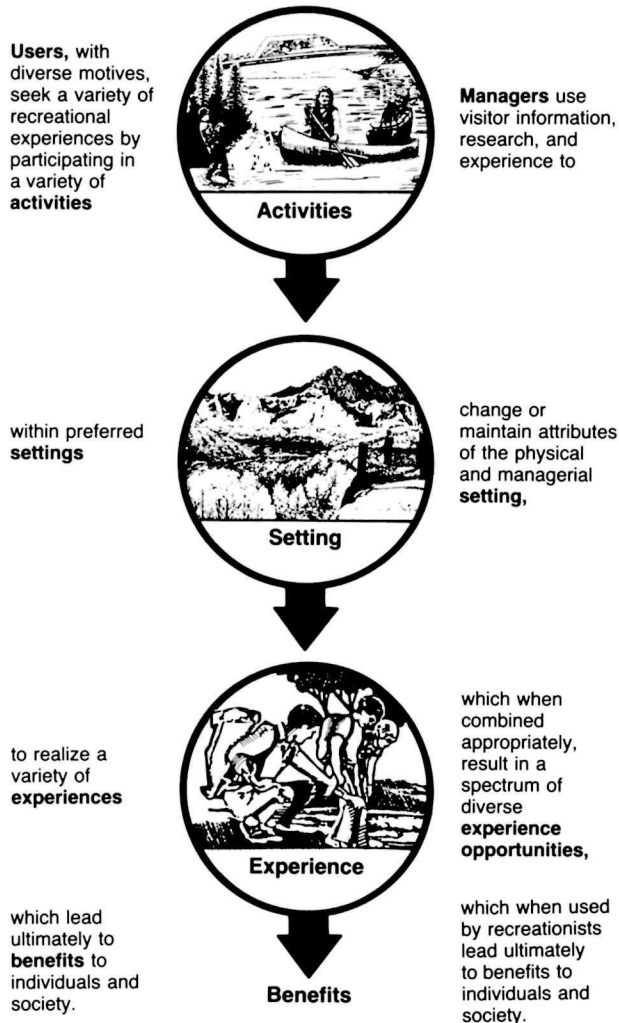 Users, with
diverse motives,
seek a variety of
recreational
experiences by
participating in
a variety of
activities
Managers use
visitor information,
research, and
experience to
Activities
within preferred
settings
change or
maintain attributes
of the physical
and managerial
setting,
Setting
to realize a
variety of
experiences
which when
combined
appropriately,
result in a
spectrum of
diverse
experience
opportunities,
Experience
which lead
ultimately to
benefits to
individuals and
society.
which when used
by recreationists
lead ultimately
to benefits to
individuals and
society.
Benefits